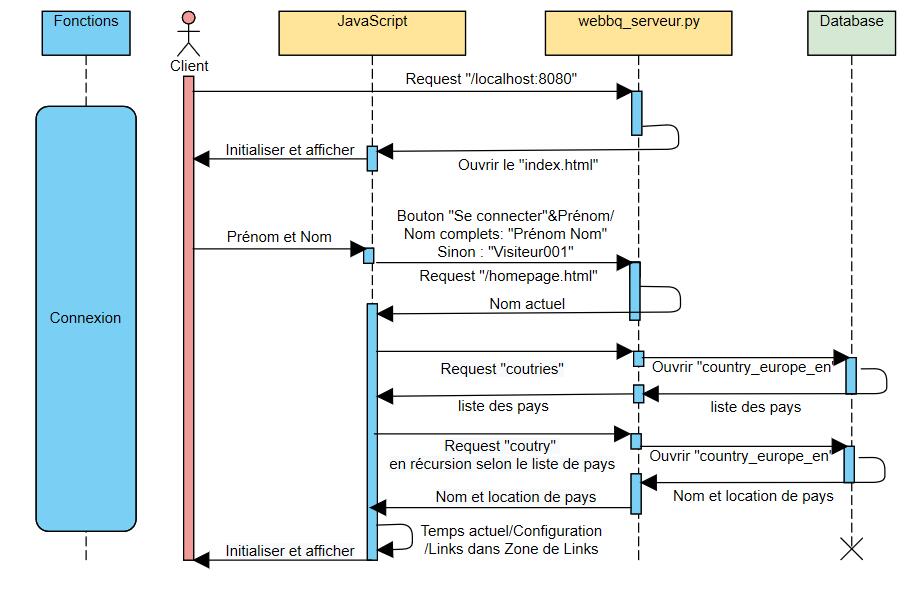 Fonctions
JavaScript
webbq_serveur.py
Database
Client
Request "/localhost:8080"
Initialiser et afficher
Ouvrir le "index.html"
Bouton "Se connecter"&Prénom/
Nom complets: "Prénom Nom"
Sinon : "Visiteur001"
Prénom et Nom
Request "/homepage.html"
Nom actuel
Connexion
Request "coutries"
Ouvrir "country_europe_en"
liste des pays
liste des pays
Request "coutry"
en récursion selon le liste de pays
Ouvrir "country_europe_en"
Nom et location de pays
Nom et location de pays
Temps actuel/Configuration
/Links dans Zone de Links
Initialiser et afficher